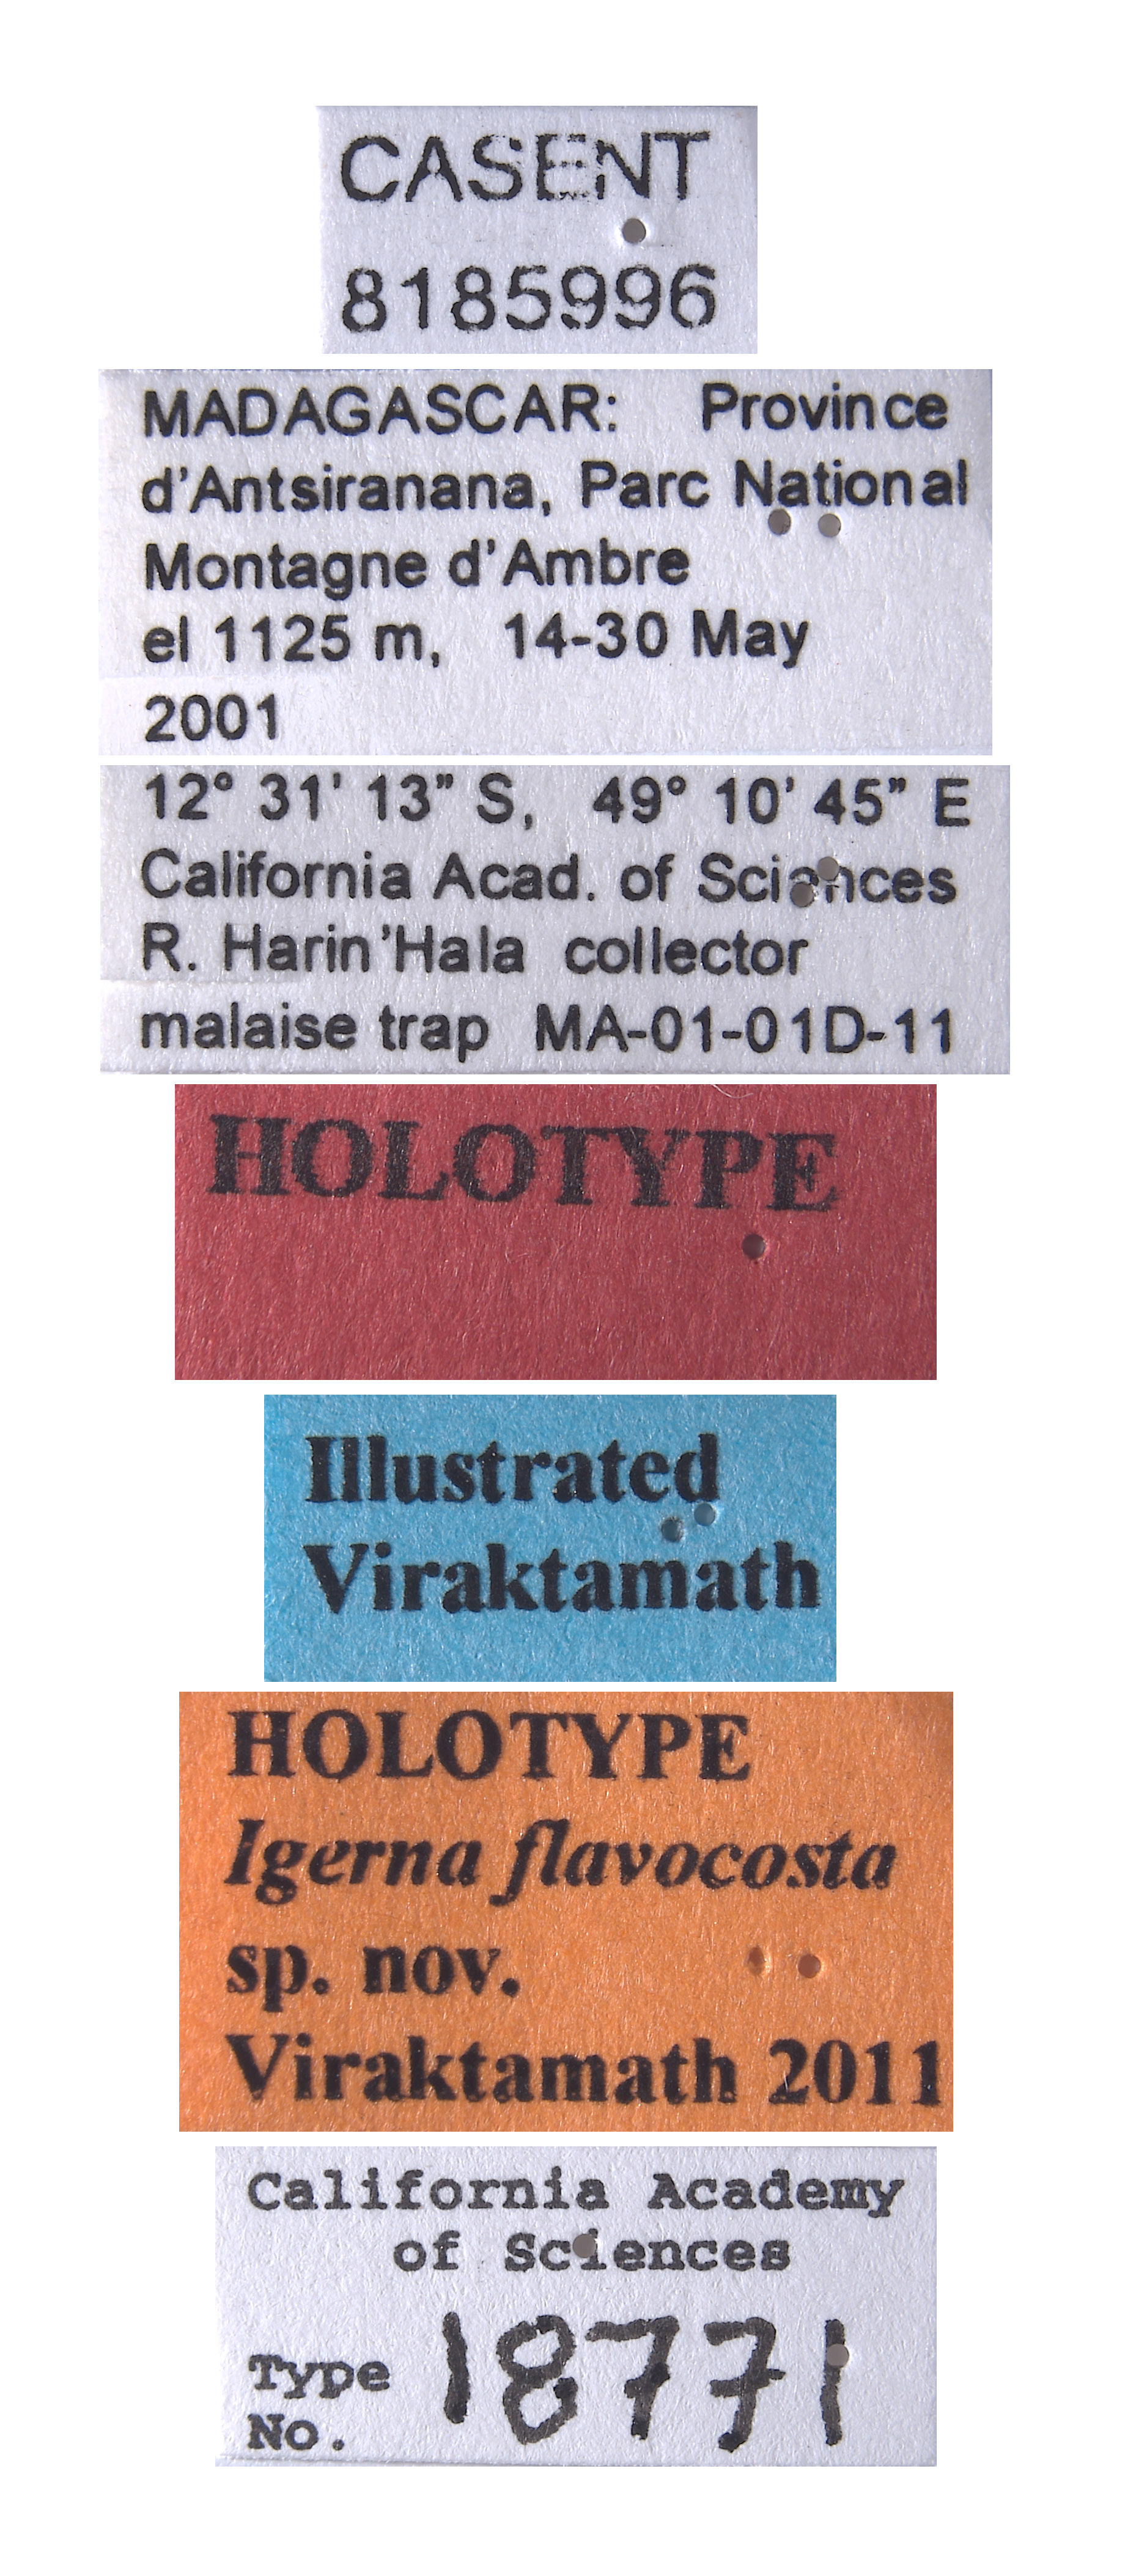 CASENT
8185996
MADAGASCAR: Province
d'Antsiranana, Parc National
Montagne d'Ambre
el 1125 m, 14-30 May
2001
12° 31' 13" S, 49° 10' 45" E
California Acad. of Sciences
R. Harin'Hala collector
malaise trap MA-01-01D-11
HOLOTYPE
Illustrated
Viraktamath
HOLOTYPE
Igerna flavocosta
sp. nov.
Viraktamath 2011
California Academy
of Sciences
Type
No. 18771